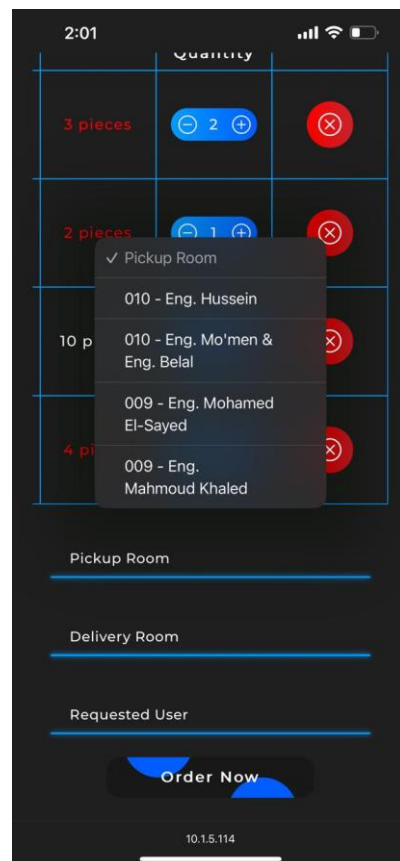 2:01
Quantity
3 pieces
2
2 pieces
1
Pickup Room
010 - Eng. Hussein
10 p
010 - Eng. Mo'men &
Eng. Belal
009 - Eng. Mohamed
El-Sayed
4 pi
009 - Eng.
Mahmoud Khaled
Pickup Room
Delivery Room
Requested User
Order Now
10.1.5.114